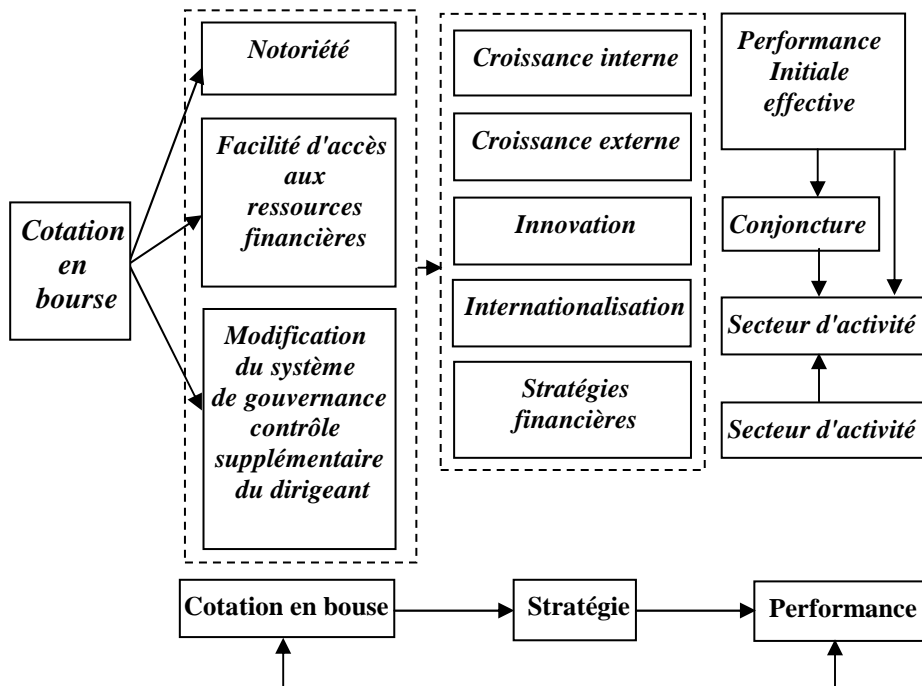 Cotation
en
bourse
Notoriété
Facilité d'accès
aux
ressources
financières
Modification
du système
de gouvernance
contrôle
supplémentaire
du dirigeant
Croissance interne
Croissance externe
Innovation
Internationalisation
Stratégies
financières
Performance
Initiale
effective
Conjoncture
Secteur d'activité
Secteur d'activité
Cotation en bouse
Stratégie
Performance